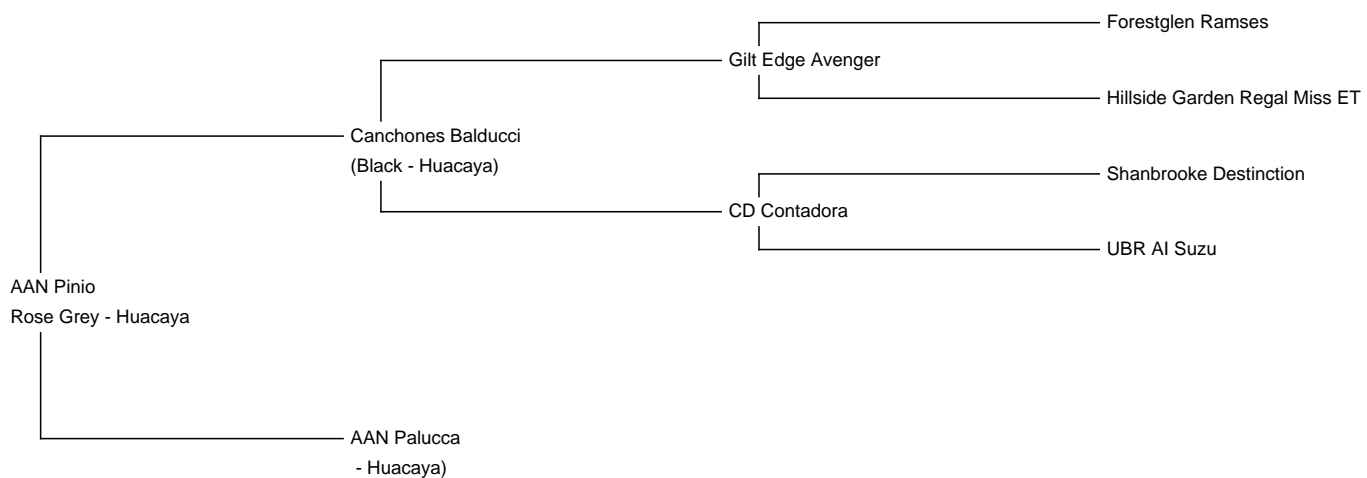 Forestglen Ramses
Gilt Edge Avenger
Hillside Garden Regal Miss ET
Canchones Balducci
(Black - Huacaya)
Shanbrooke Destinction
CD Contadora
UBR AI Suzu
AAN Pinio
Rose Grey - Huacaya
AAN Palucca
- Huacaya)